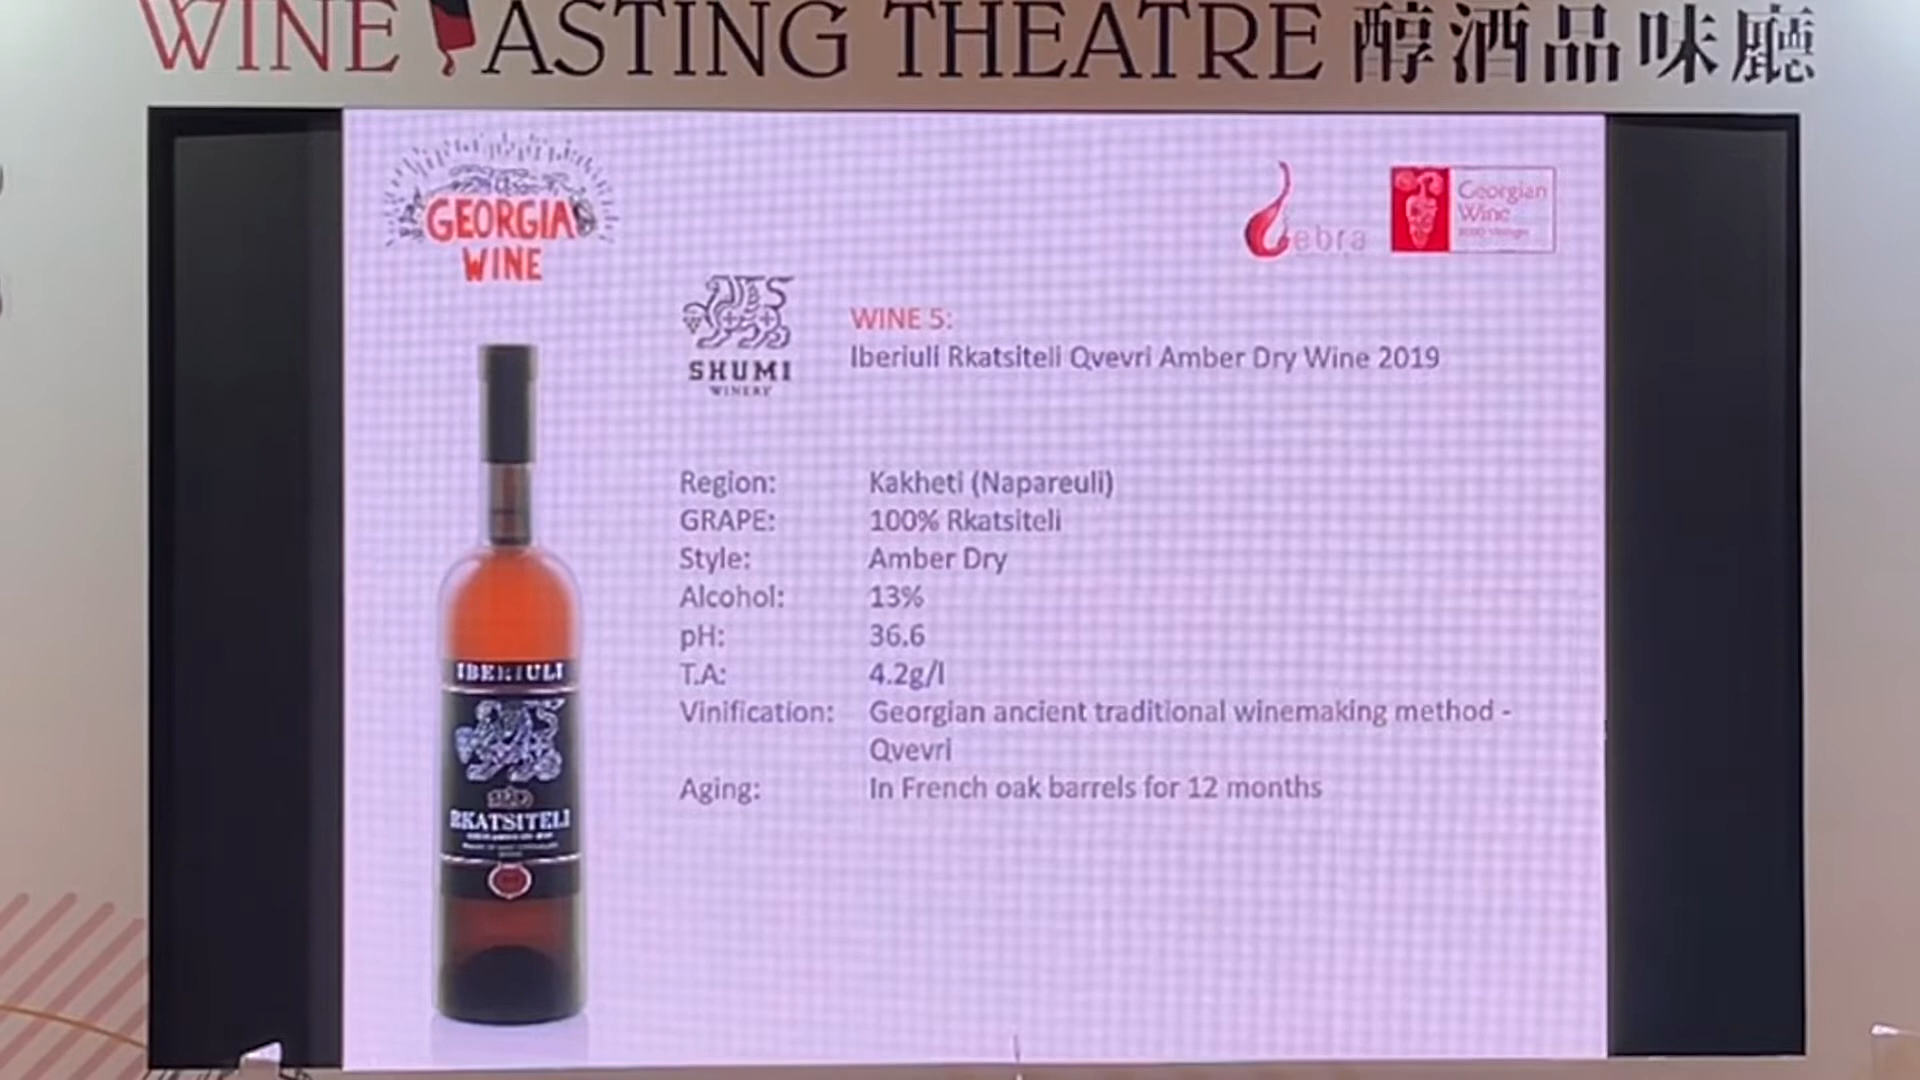 WINE TASTING THEATRE 醇酒品味廳
GEORGIA
WINE
Gebra
Georgian
Wine
SHUMI
WINERY
WINE 5:
Iberiuli Rkatsiteli Qvevri Amber Dry Wine 2019
Region: Kakheti (Napareuli)
GRAPE: 100% Rkatsiteli
Style: Amber Dry
Alcohol: 13%
pH: 36.6
T.A: 4.2g/l
Vinification: Georgian ancient traditional winemaking method -
Qvevri
Aging: In French oak barrels for 12 months
IBERIULI
RKATSITELI